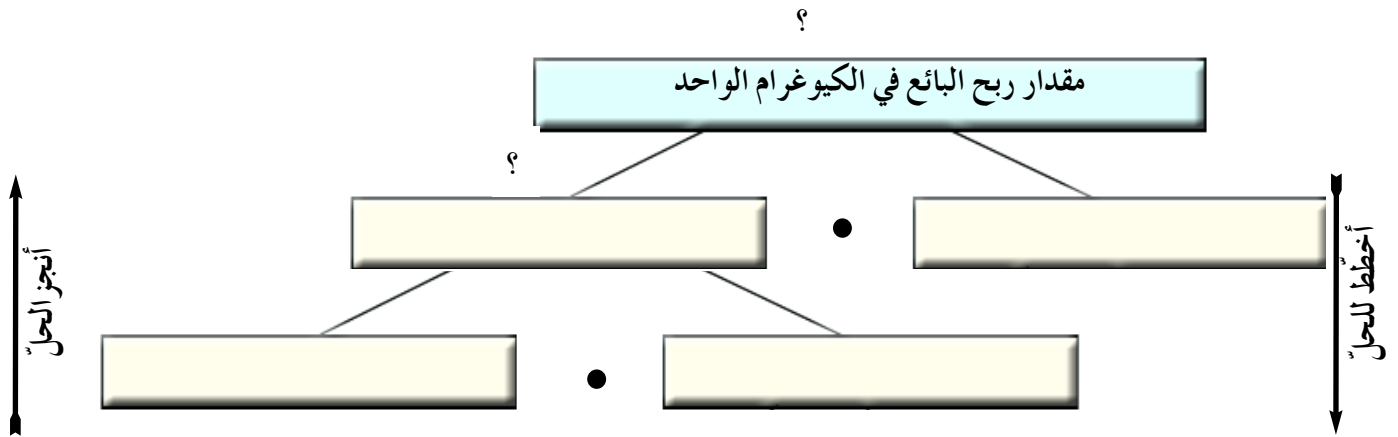 ؟
مقدار ربح البائع في الكيوغرام الواحد
؟
أخطّط للحلّ
أنجز الحلّ